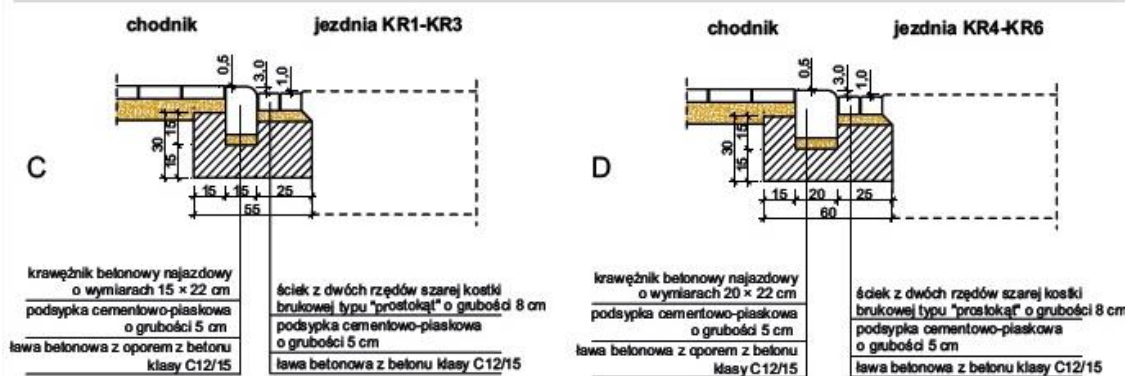 chodnik
jezdnia KR1-KR3
0,5
3,0
1,0
15
30
15
C
15 15 25
55
krawężnik betonowy najazdowy
o wymiarach 15 × 22 cm
podsypka cementowo-piaskowa
o grubości 5 cm
ława betonowa z oporem z betonu
klasy C12/15
ściek z dwóch rzędów szarej kostki
brukowej typu "prostokąt" o grubości 8 cm
podsypka cementowo-piaskowa
o grubości 5 cm
ława betonowa z betonu klasy C12/15
chodnik
jezdnia KR4-KR6
0,5
3,0
1,0
15
30
15
D
15 20 25
60
krawężnik betonowy najazdowy
o wymiarach 20 × 22 cm
podsypka cementowo-piaskowa
o grubości 5 cm
ława betonowa z oporem z betonu
klasy C12/15
ściek z dwóch rzędów szarej kostki
brukowej typu "prostokąt" o grubości 8 cm
podsypka cementowo-piaskowa
o grubości 5 cm
ława betonowa z betonu klasy C12/15